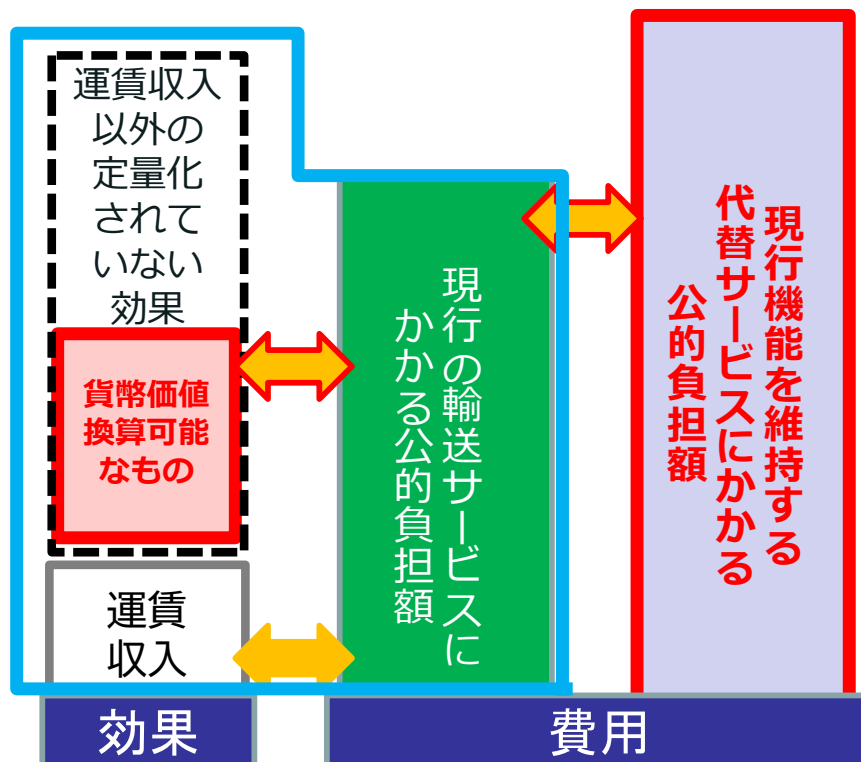 運賃収入
以外の
定量化
されて
いない
効果
貨幣価値
換算可能
なもの
運賃
収入
現行の輸送サービスに
かかる公的負担額
現行機能を維持する
代替サービスにかかる
公的負担額
効果
費用